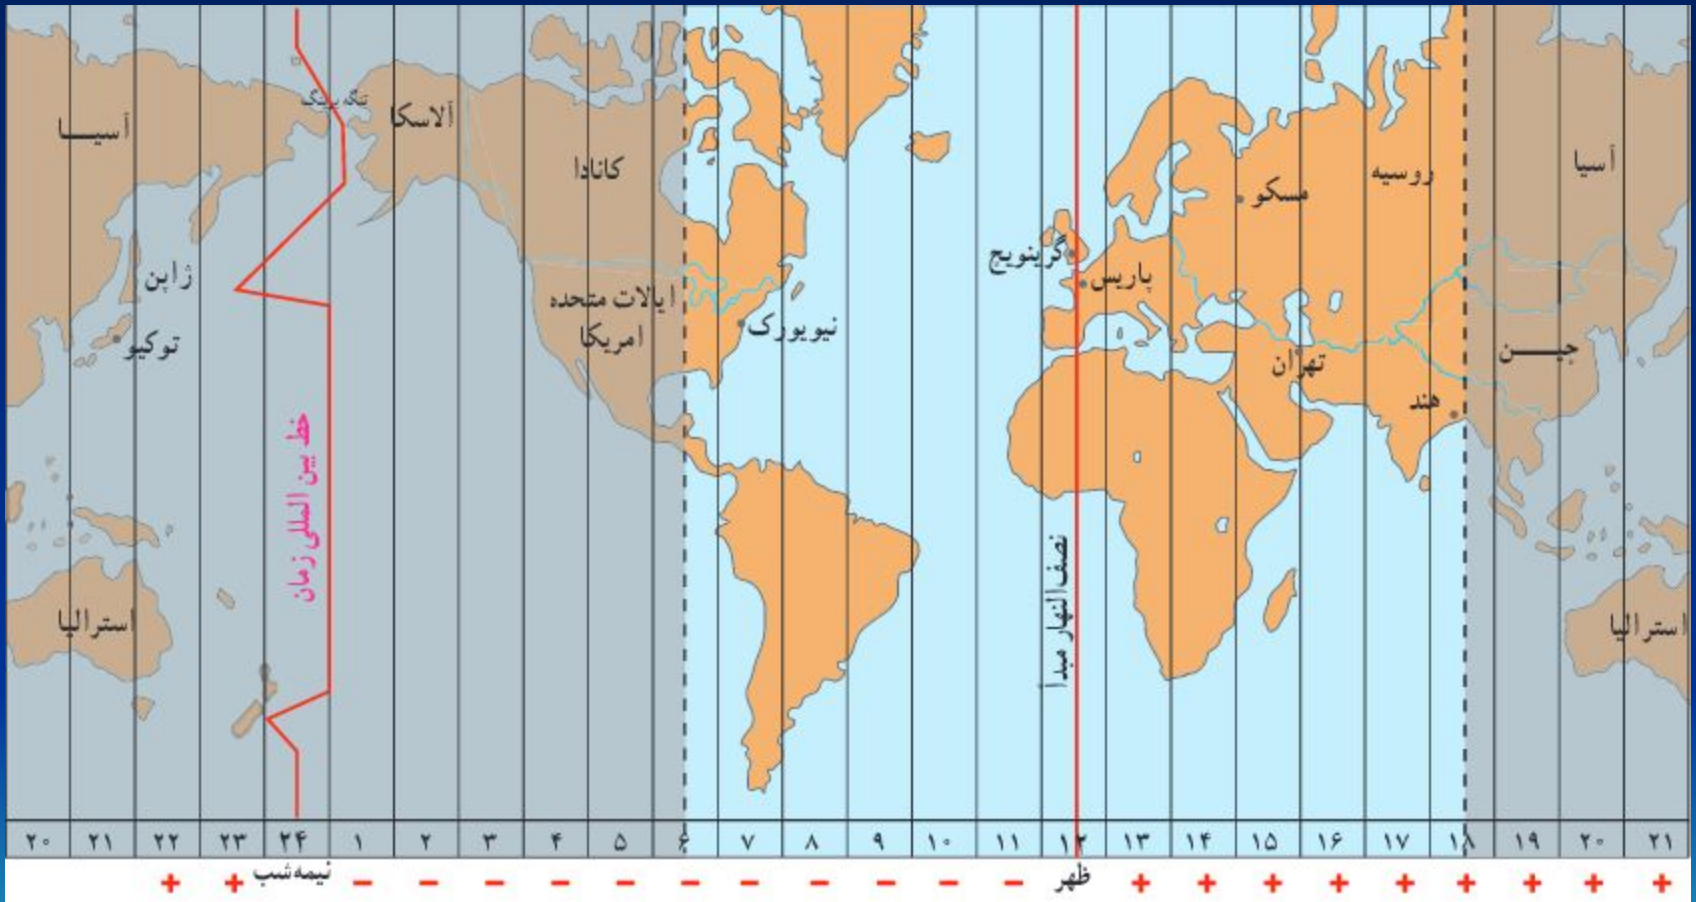 آسیا
تنگه برینگ
آلاسکا
کانادا
روسیه
آسیا
مسکو
گرینویچ
پاریس
ژاپن
ایالات متحده
امریکا
نیویورک
توکیو
تهران
چین
هند
خط بین المللی زمان
نصف‌النهار مبدأ
استرالیا
استرالیا
۲۰ ۲۱ ۲۲ ۲۳ ۲۴ ۱ ۲ ۳ ۴ ۵ ۶ ۷ ۸ ۹ ۱۰ ۱۱ ۱۲ ۱۳ ۱۴ ۱۵ ۱۶ ۱۷ ۱۸ ۱۹ ۲۰ ۲۱
+ + نیمه شب - - - - - - - - - - - ظهر + + + + + + + + +